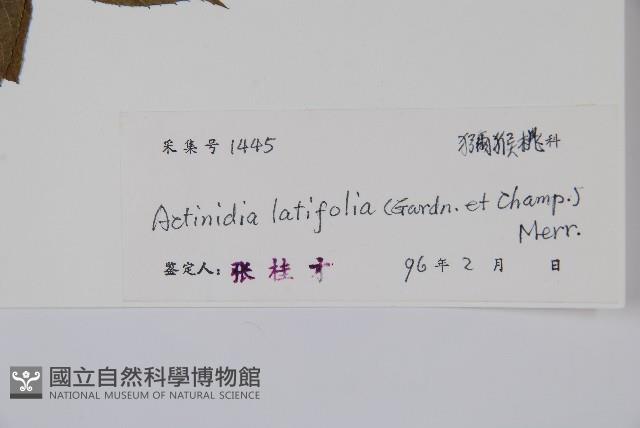 采集号 1445 獼猴桃科
Actinidia latifolia (Gardn. et Champ.)
Merr.
鉴定人: 张桂才 96年2月 日
國立自然科學博物館
NATIONAL MUSEUM OF NATURAL SCIENCE